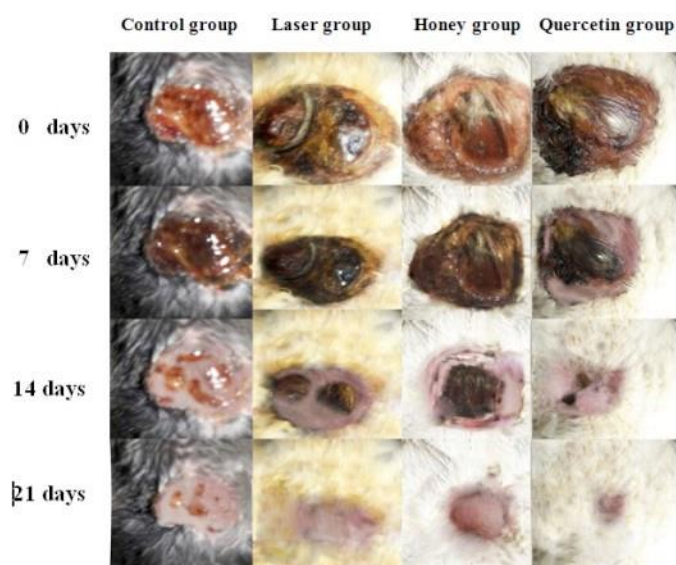 Control group Laser group Honey group Quercetin group
0 days
7 days
14 days
21 days